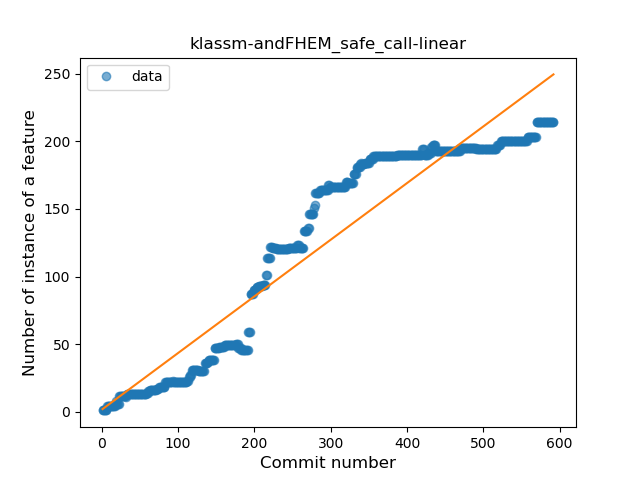 klassm-andFHEM_safe_call-linear
data
Number of instance of a feature
250
200
150
100
50
0
0 100 200 300 400 500 600
Commit number